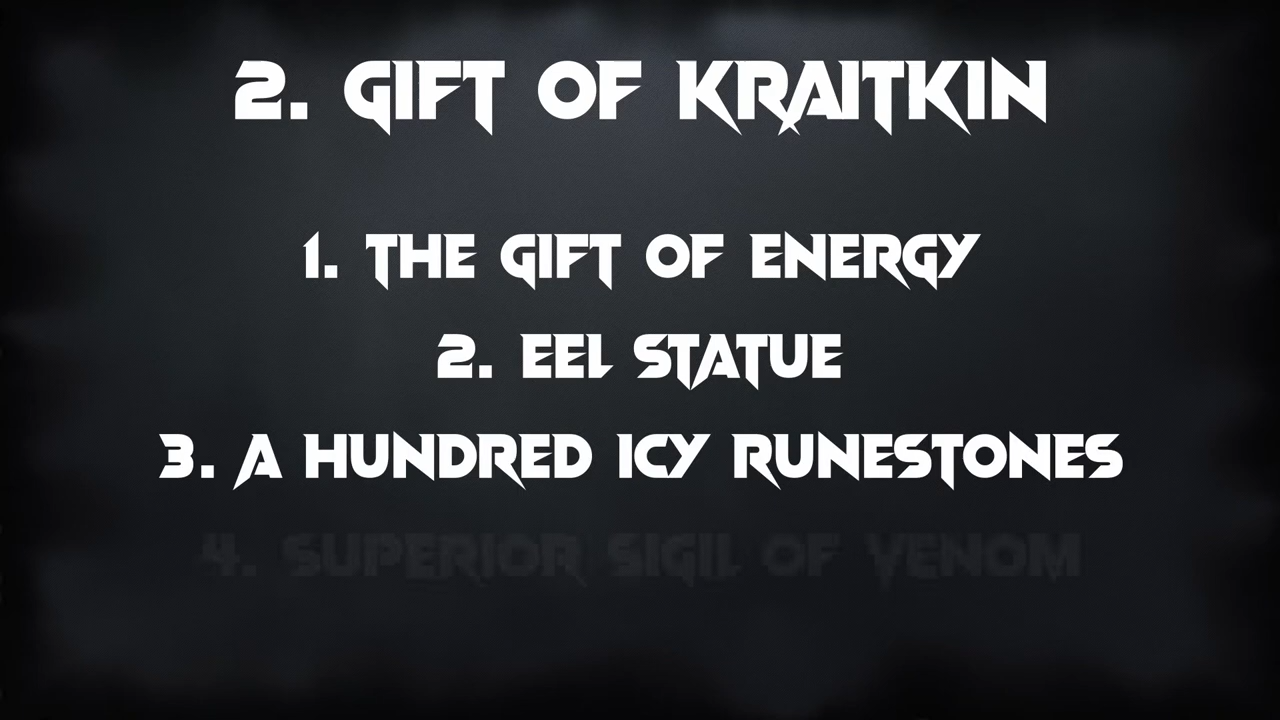 2. GIFT OF KRAITKIN
1. THE GIFT OF ENERGY
2. EEL STATUE
3. A HUNDRED ICY RUNESTONES
4. SUPERIOR SIGIL OF VENOM